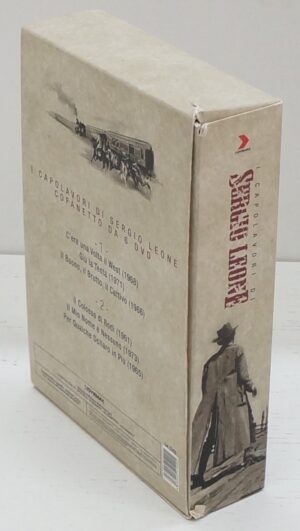 I CAPOLAVORI DI SERGIO LEONE
COFANETTO DA 6 DVD
- 1 -
C'era una Volta il West (1968)
Giù la Testa (1971)
Il Buono, il Brutto, il Cattivo (1966)
- 2 -
Il Colosso di Rodi (1961)
Il Mio Nome è Nessuno (1973)
Per Qualche Dollaro in Più (1965)
I CAPOLAVORI DI
SERGIO LEONE